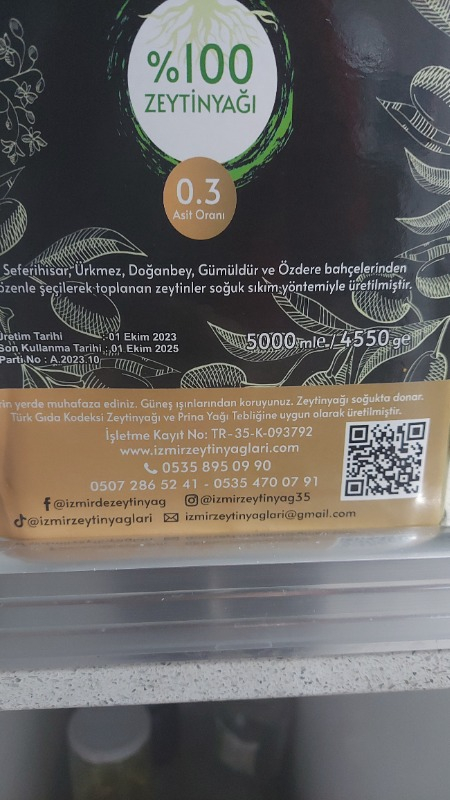 %100
ZEYTİNYAĞI
0.3
Asit Oranı
Seferihisar, Ürkmez, Doğanbey, Gümüldür ve Özdere bahçelerinden
özenle seçilerek toplanan zeytinler soğuk sıkım yöntemiyle üretilmiştir.
Üretim Tarihi : 01 Ekim 2023
Son Kullanma Tarihi : 01 Ekim 2025
Parti No : A.2023.10
5000 ml℮ / 4550 g℮
yerde muhafaza ediniz. Güneş ışınlarından koruyunuz. Zeytinyağı soğukta donar.
Türk Gıda Kodeksi Zeytinyağı ve Prina Yağı Tebliğine uygun olarak üretilmiştir.
İşletme Kayıt No: TR-35-K-093792
www.izmirzeytinyaglari.com
0535 895 09 90
0507 286 52 41 - 0535 470 07 91
@izmirdezeytinyag @izmirzeytinyag35
@izmirzeytinyaglari izmirzeytinyaglari@gmail.com